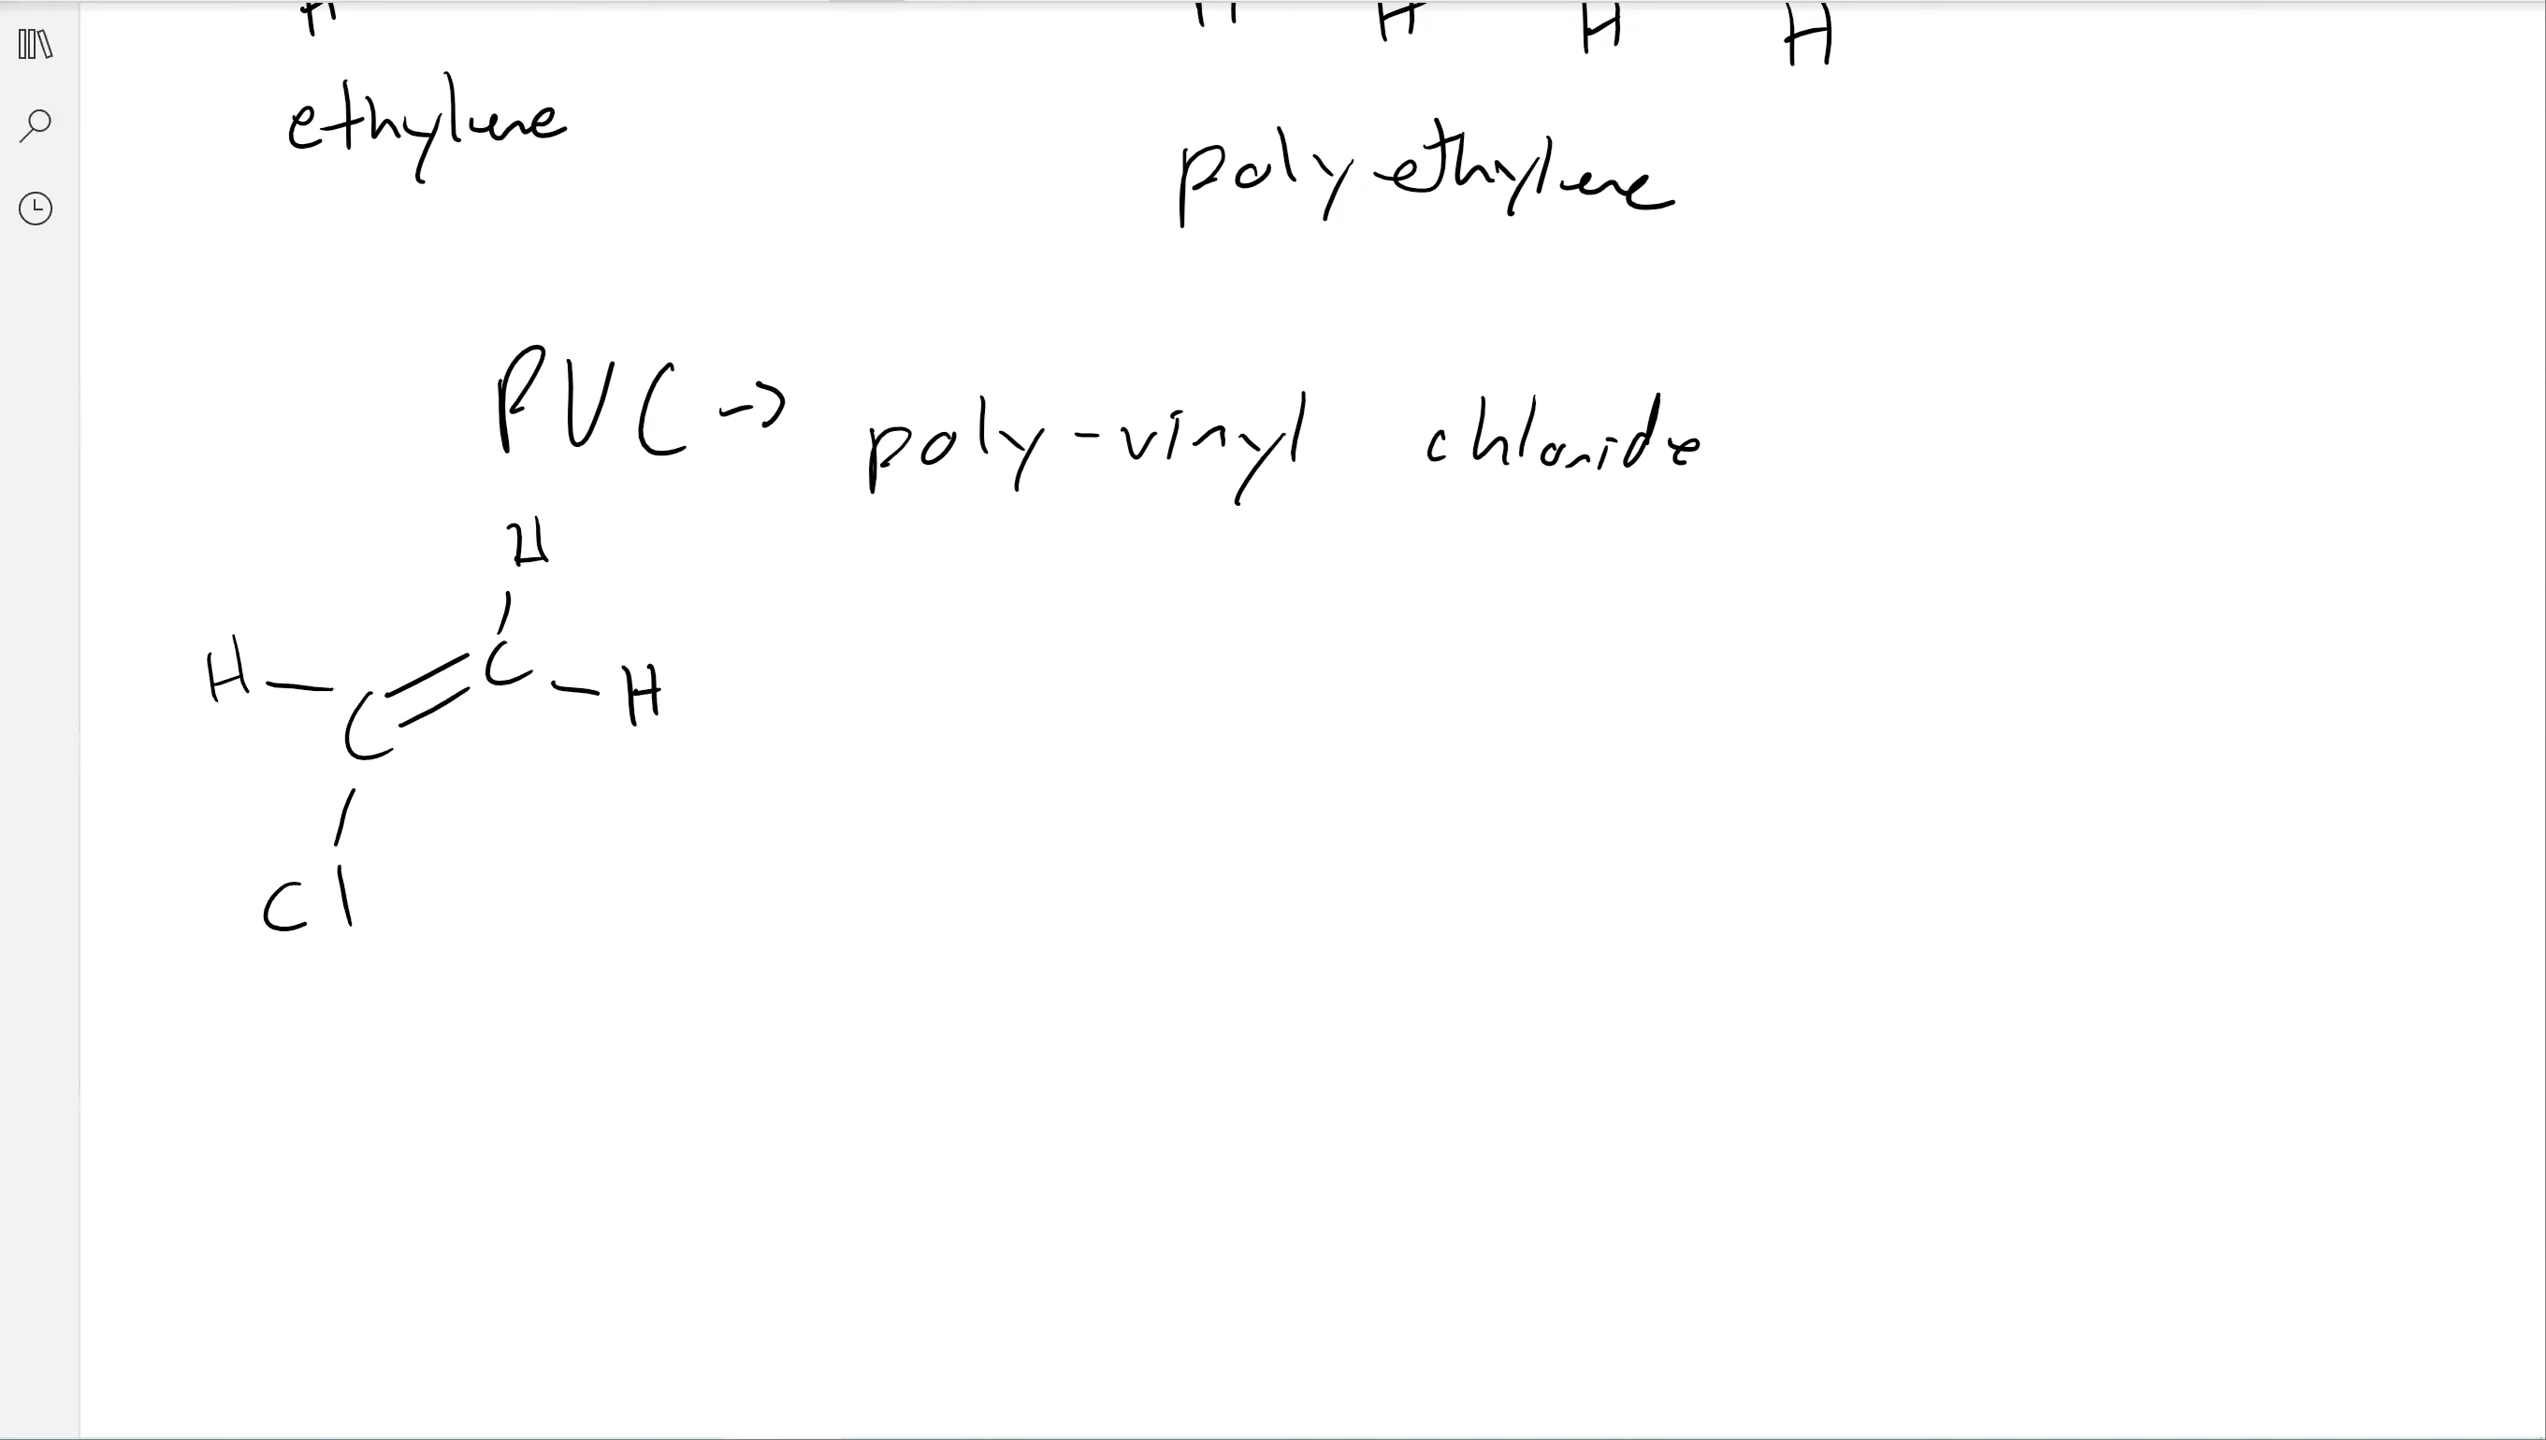 H H H H H
ethylene
polyethylene
PVC -> poly-vinyl chloride
H
H - C = C - H
Cl